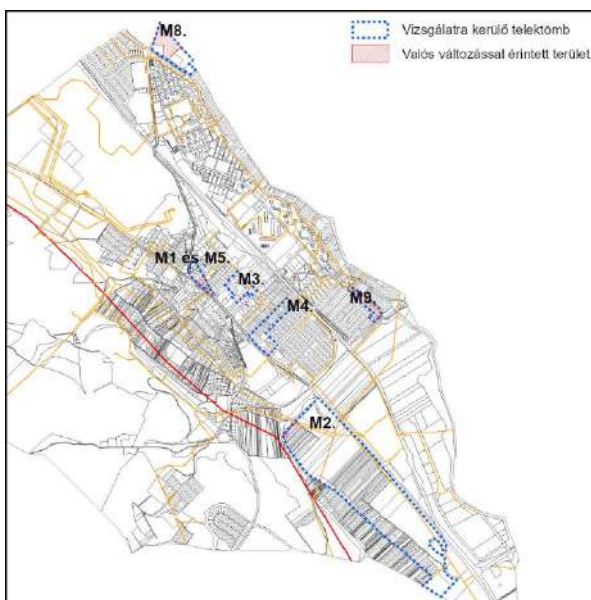 M8.
Vizsgálatra kerülő telektömb
Valós változással érintett terület
M1 és M5.
M3.
M4.
M9.
M2.